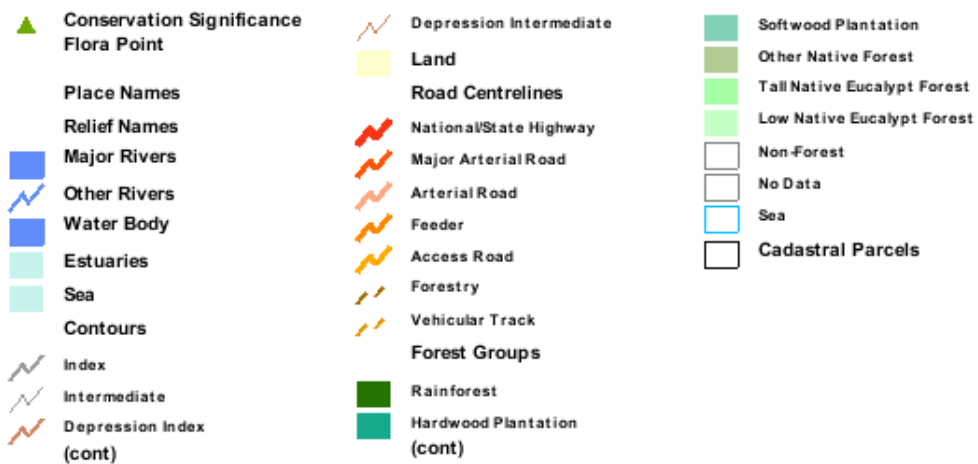 Conservation Significance
Flora Point
Place Names
Relief Names
Major Rivers
Other Rivers
Water Body
Estuaries
Sea
Contours
Index
Intermediate
Depression Index
(cont)
Depression Intermediate
Land
Road Centrelines
National/State Highway
Major Arterial Road
Arterial Road
Feeder
Access Road
Forestry
Vehicular Track
Forest Groups
Rainforest
Hardwood Plantation
(cont)
Softwood Plantation
Other Native Forest
Tall Native Eucalypt Forest
Low Native Eucalypt Forest
Non-Forest
No Data
Sea
Cadastral Parcels